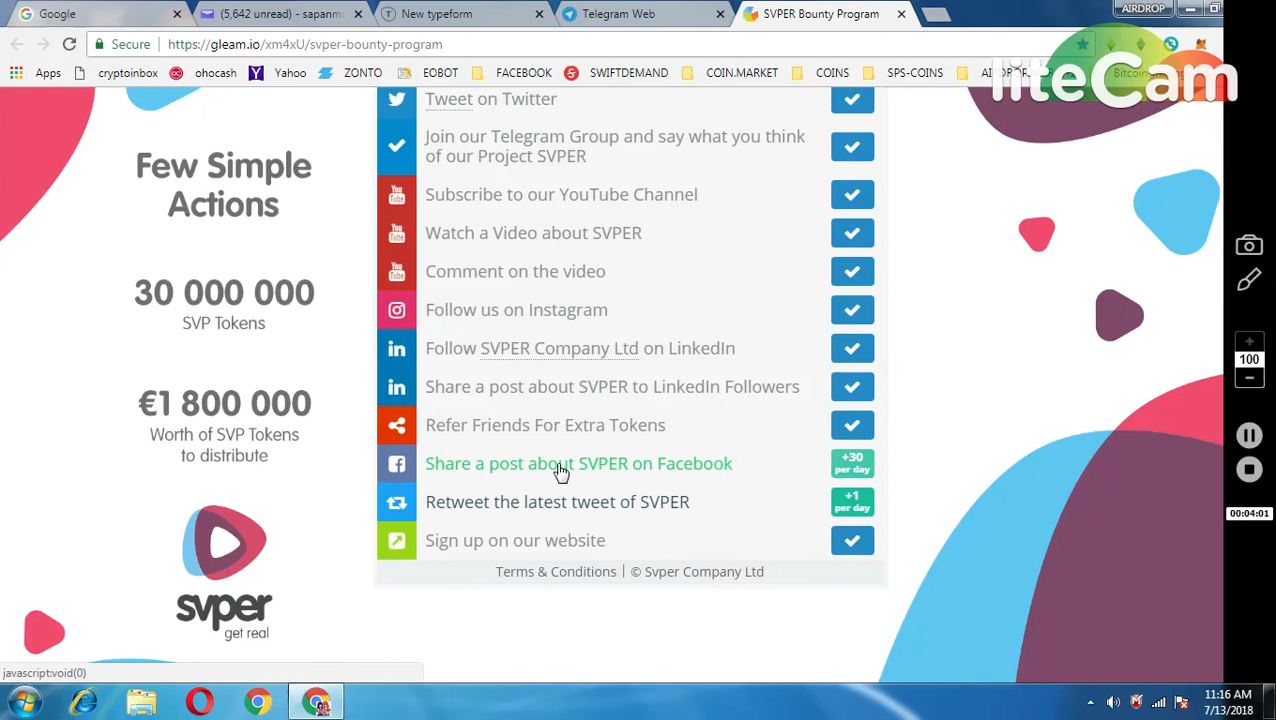 Google
(5,642 unread) - sapanm
New typeform
Telegram Web
SVPER Bounty Program
AIRDROP
Secure
https://gleam.io/xm4xU/svper-bounty-program
Apps
cryptoinbox
ohocash
Yahoo
EOBOT
FACEBOOK
SWIFTDEMAND
COIN.MARKET
COINS
SPS-COINS
liteCam
Tweet on Twitter
Join our Telegram Group and say what you think
of our Project SVPER
Subscribe to our YouTube Channel
Watch a Video about SVPER
Comment on the video
Follow us on Instagram
Follow SVPER Company Ltd on LinkedIn
Share a post about SVPER to LinkedIn Followers
Refer Friends For Extra Tokens
Share a post about SVPER on Facebook
+30
per day
Retweet the latest tweet of SVPER
+1
per day
Sign up on our website
Terms & Conditions | © Svper Company Ltd
Few Simple
Actions
30 000 000
SVP Tokens
€1 800 000
Worth of SVP Tokens
to distribute
svper
get real
You
Tube
You
Tube
You
Tube
100
00:04:01
javascript:void(0)
11:16 AM
7/13/2018